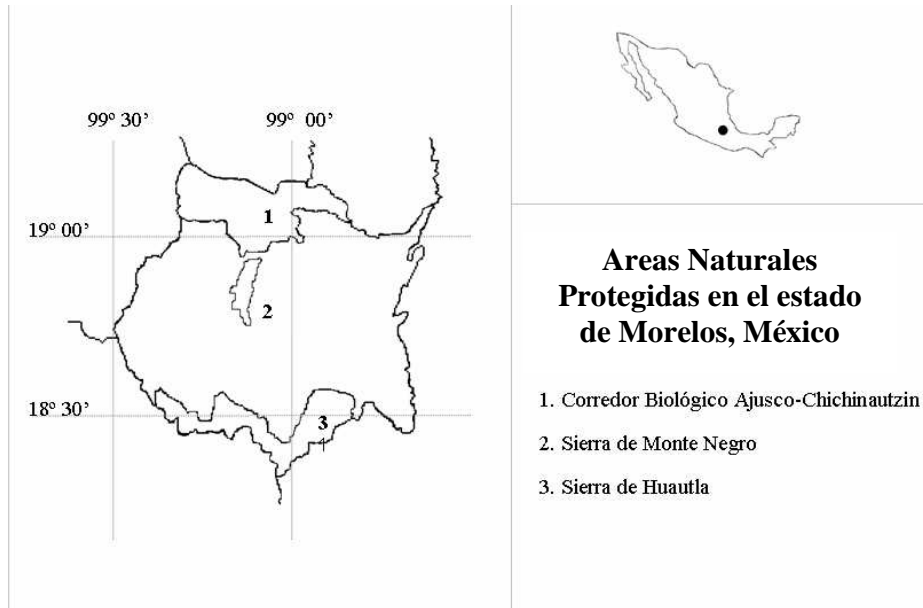 99° 30’ 99° 00’
19° 00’
1
2
18° 30’
3
Areas Naturales
Protegidas en el estado
de Morelos, México
1. Corredor Biológico Ajusco-Chichinautzin
2. Sierra de Monte Negro
3. Sierra de Huautla